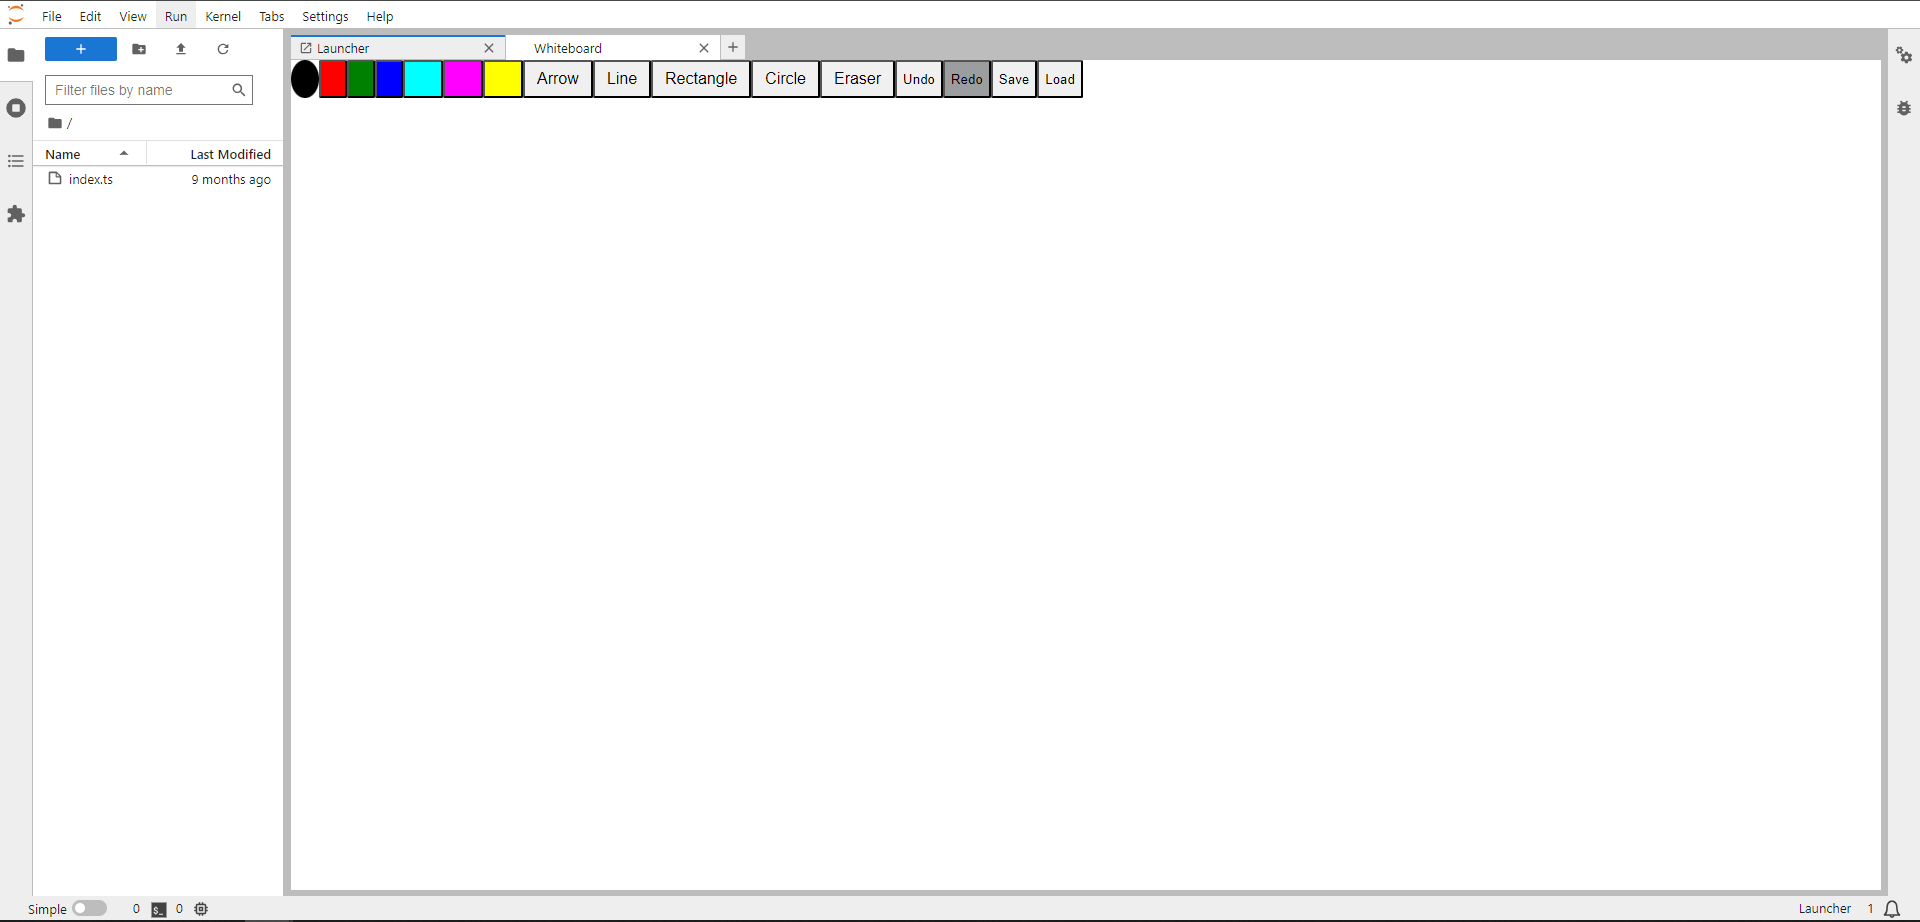 File Edit View Run Kernel Tabs Settings Help
+
Filter files by name
/
Name Last Modified
index.ts 9 months ago
Launcher Whiteboard
Arrow Line Rectangle Circle Eraser Undo Redo Save Load
Simple 0 $_ 0 Launcher 1